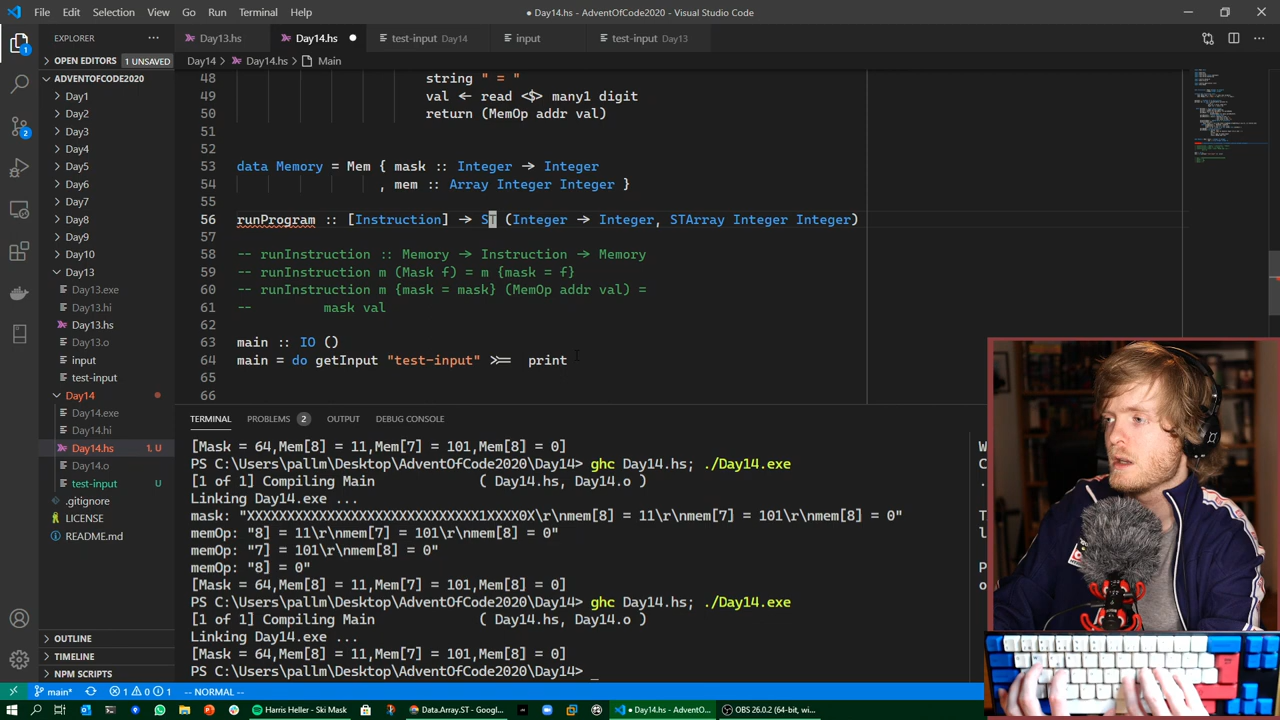 File Edit Selection View Go Run Terminal Help
● Day14.hs - AdventOfCode2020 - Visual Studio Code
EXPLORER ···
Day13.hs Day14.hs ● test-input Day14 input test-input Day13
OPEN EDITORS 1 UNSAVED
Day14 > Day14.hs > Main
ADVENTOFCODE2020
Day1
Day2
Day3
Day4
Day5
Day6
Day7
Day8
Day9
Day10
Day13
Day13.exe
Day13.hi
Day13.hs
Day13.o
input
test-input
Day14
Day14.exe
Day14.hi
Day14.hs 1, U
Day14.o
test-input U
.gitignore
LICENSE
README.md
OUTLINE
TIMELINE
NPM SCRIPTS
48 string " = "
49 val <- read <$> many1 digit
50 return (MemOp addr val)
51
52
53 data Memory = Mem { mask :: Integer → Integer
54 , mem :: Array Integer Integer }
55
56 runProgram :: [Instruction] → ST (Integer → Integer, STArray Integer Integer)
57
58 -- runInstruction :: Memory → Instruction → Memory
59 -- runInstruction m (Mask f) = m {mask = f}
60 -- runInstruction m {mask = mask} (MemOp addr val) =
61 -- mask val
62
63 main :: IO ()
64 main = do getInput "test-input" >>= print
65
66
TERMINAL PROBLEMS 2 OUTPUT DEBUG CONSOLE
[Mask = 64,Mem[8] = 11,Mem[7] = 101,Mem[8] = 0]
PS C:\Users\pallm\Desktop\AdventOfCode2020\Day14> ghc Day14.hs; ./Day14.exe
[1 of 1] Compiling Main ( Day14.hs, Day14.o )
Linking Day14.exe ...
mask: "XXXXXXXXXXXXXXXXXXXXXXXXXXXXX1XXXXXX\r\nmem[8] = 11\r\nmem[7] = 101\r\nmem[8] = 0"
memOp: "8] = 11\r\nmem[7] = 101\r\nmem[8] = 0"
memOp: "7] = 101\r\nmem[8] = 0"
memOp: "8] = 0"
[Mask = 64,Mem[8] = 11,Mem[7] = 101,Mem[8] = 0]
PS C:\Users\pallm\Desktop\AdventOfCode2020\Day14> ghc Day14.hs; ./Day14.exe
[1 of 1] Compiling Main ( Day14.hs, Day14.o )
Linking Day14.exe ...
[Mask = 64,Mem[8] = 11,Mem[7] = 101,Mem[8] = 0]
PS C:\Users\pallm\Desktop\AdventOfCode2020\Day14> _
main* 1 0 1 -- NORMAL --
Harris Heller - Ski Mask Data.Array.ST - Googl... Day14.hs - AdventO... OBS 26.0.2 (64-bit, w...